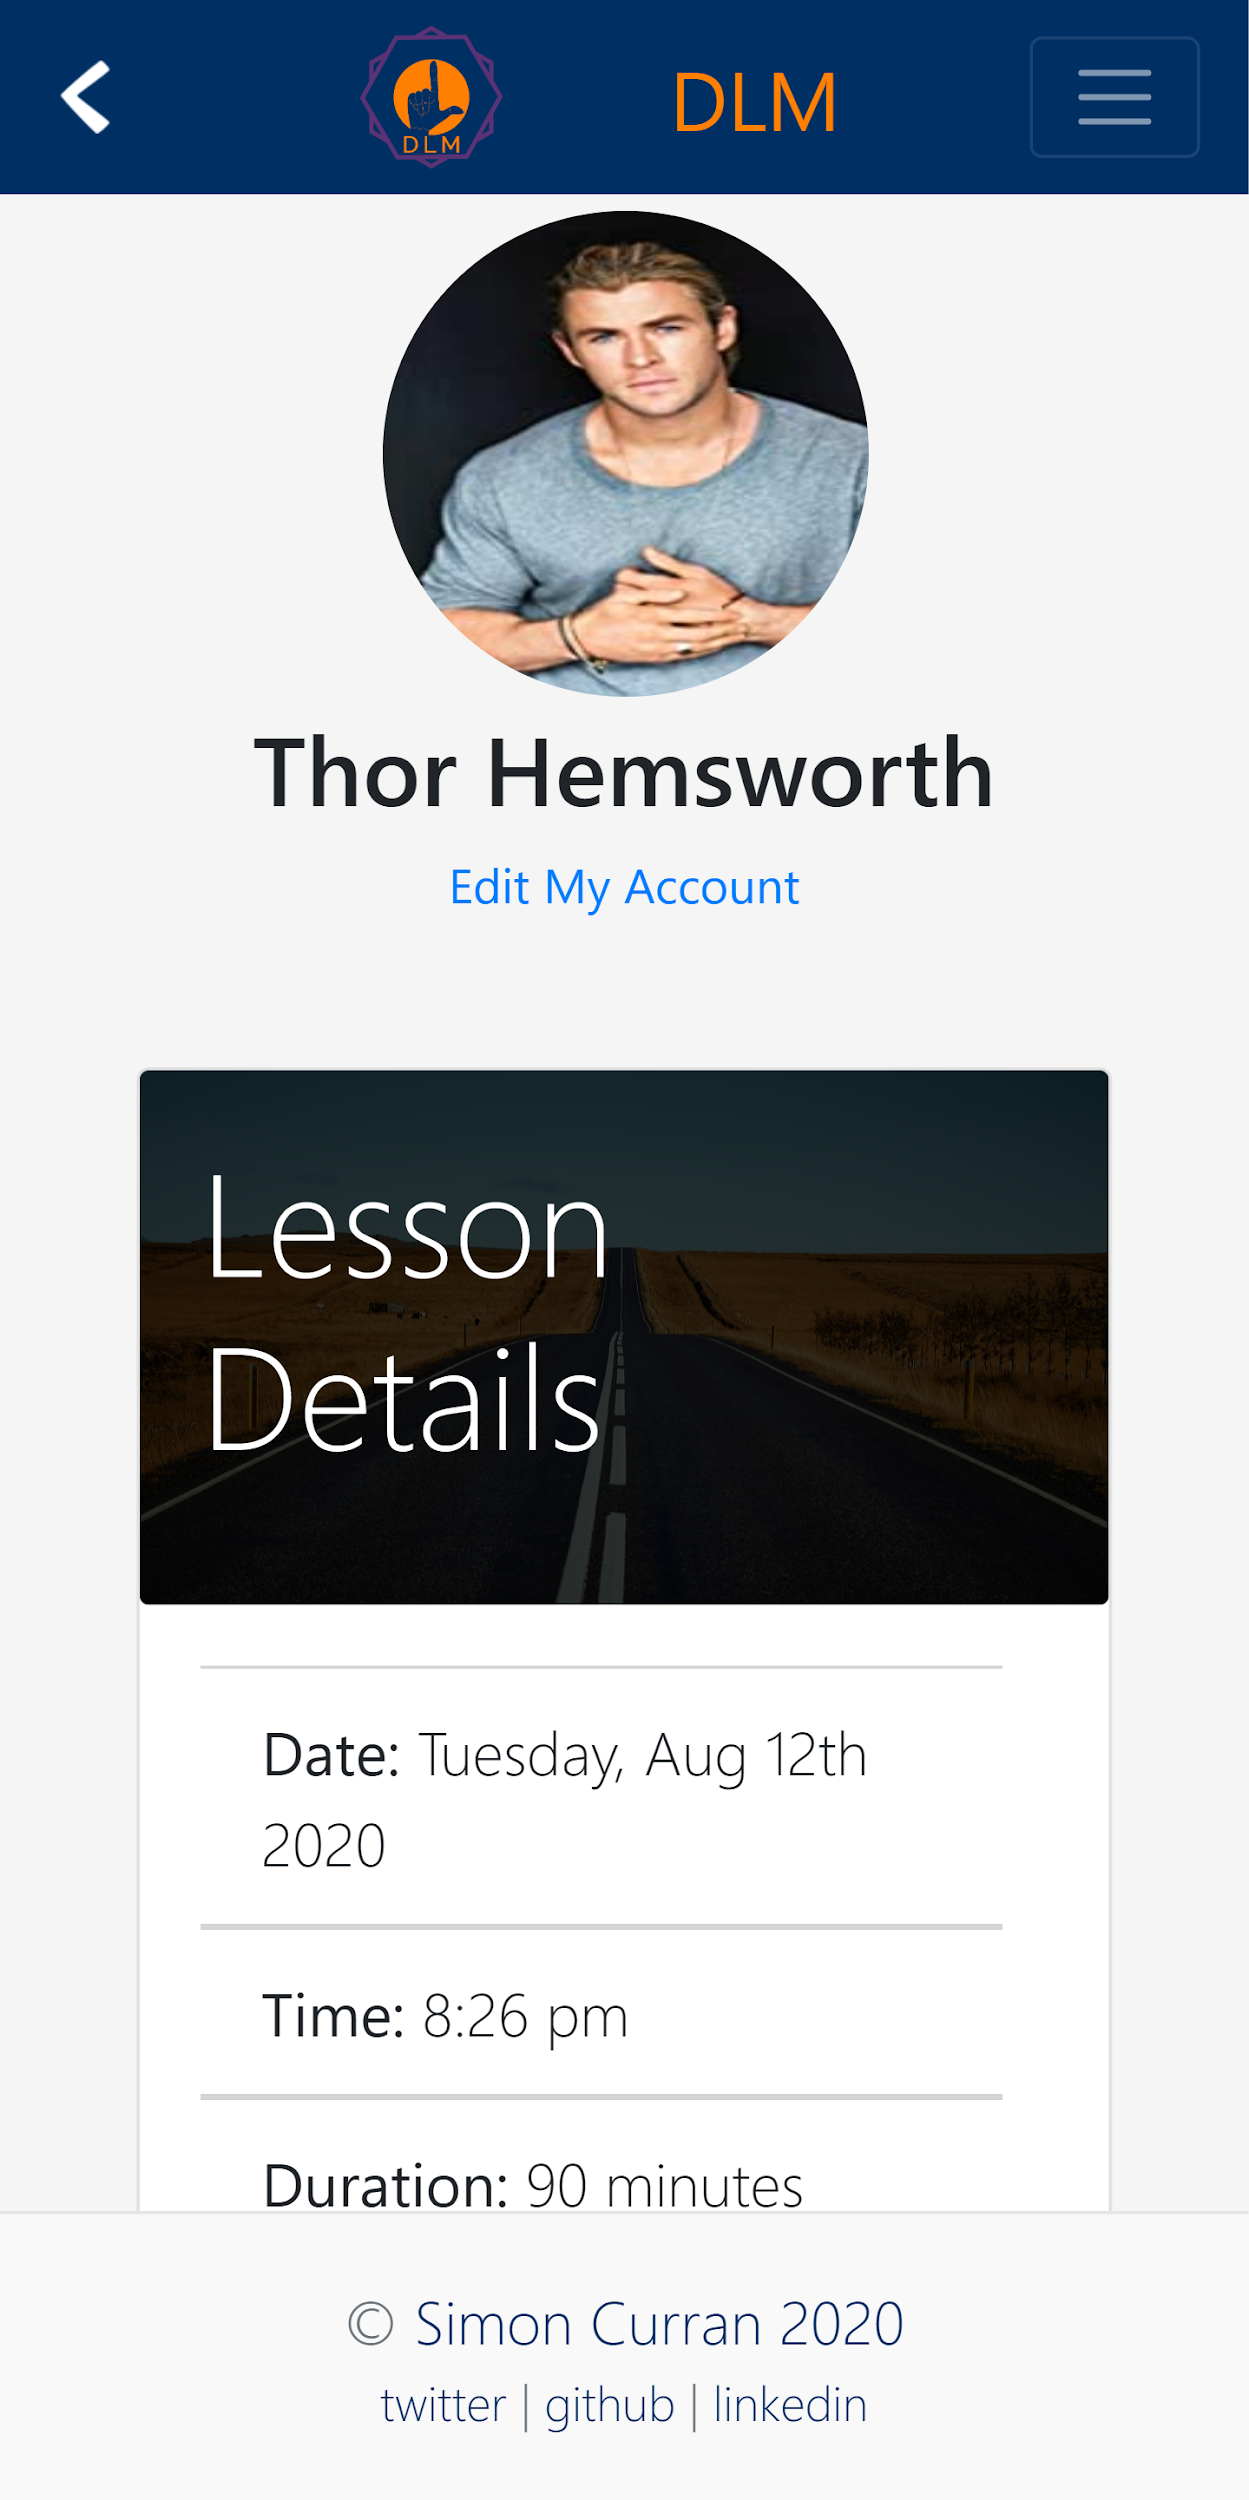 DLM
DLM
Thor Hemsworth
Edit My Account
Lesson
Details
Date: Tuesday, Aug 12th
2020
Time: 8:26 pm
Duration: 90 minutes
© Simon Curran 2020
twitter | github | linkedin